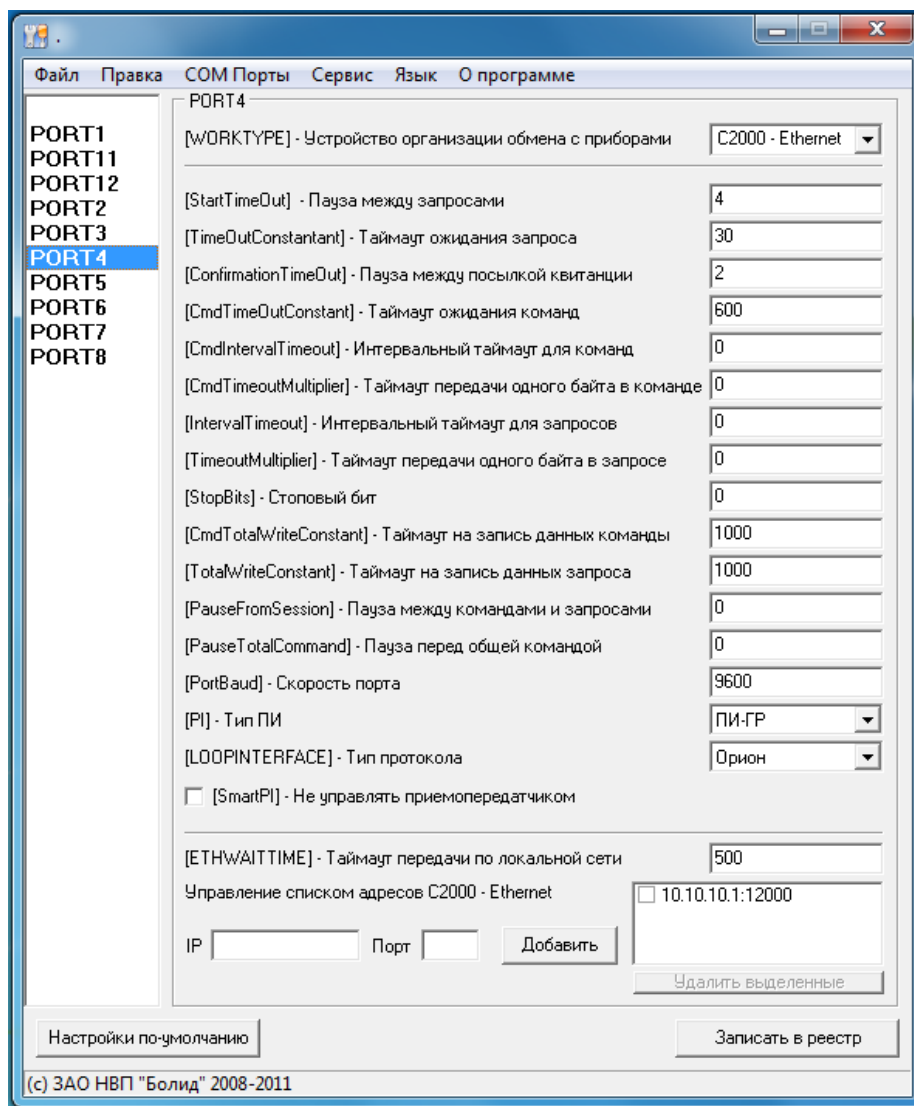 .
Файл Правка COM Порты Сервис Язык О программе
PORT1
PORT11
PORT12
PORT2
PORT3
PORT4
PORT5
PORT6
PORT7
PORT8
PORT4
[WORKTYPE] - Устройство организации обмена с приборами C2000 - Ethernet
[StartTimeOut] - Пауза между запросами 4
[TimeOutConstantant] - Таймаут ожидания запроса 30
[ConfirmationTimeOut] - Пауза между посылкой квитанции 2
[CmdTimeOutConstant] - Таймаут ожидания команд 600
[CmdIntervalTimeout] - Интервальный таймаут для команд 0
[CmdTimeoutMultiplier] - Таймаут передачи одного байта в команде 0
[IntervalTimeout] - Интервальный таймаут для запросов 0
[TimeoutMultiplier] - Таймаут передачи одного байта в запросе 0
[StopBits] - Стоповый бит 0
[CmdTotalWriteConstant] - Таймаут на запись данных команды 1000
[TotalWriteConstant] - Таймаут на запись данных запроса 1000
[PauseFromSession] - Пауза между командами и запросами 0
[PauseTotalCommand] - Пауза перед общей командой 0
[PortBaud] - Скорость порта 9600
[PI] - Тип ПИ ПИ-ГР
[LOOPINTERFACE] - Тип протокола Орион
[SmartPI] - Не управлять приемопередатчиком
[ETHWAITTIME] - Таймаут передачи по локальной сети 500
Управление списком адресов C2000 - Ethernet 10.10.10.1:12000
IP Порт Добавить
Удалить выделенные
Настройки по-умолчанию Записать в реестр
(c) ЗАО НВП "Болид" 2008-2011